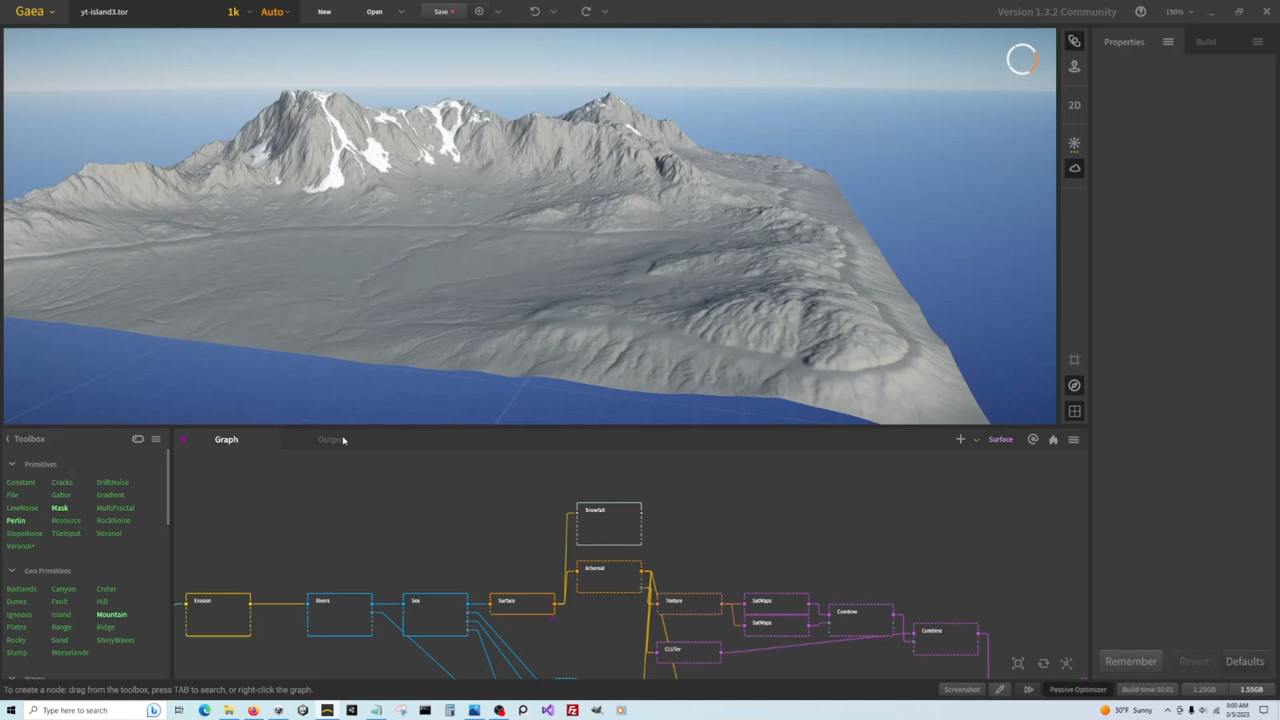 Gaea
yt-island3.tor
1k
Auto
New
Open
Save
Version 1.3.2 Community
150%
Properties
Build
2D
Toolbox
Graph
Outpu
Surface
Primitives
Constant
Cracks
DriftNoise
File
Gabor
Gradient
LineNoise
Mask
MultiFractal
Perlin
Resource
RockNoise
SlopeNoise
TileInput
Voronoi
Voronoi+
Geo Primitives
Badlands
Canyon
Crater
Dunes
Fault
Hill
Igneous
Island
Mountain
Plates
Range
Ridge
Rocky
Sand
ShinyWaves
Slump
Worselands
Snowfall
Arboreal
Erosion
Rivers
Sea
Surface
Texture
SatMaps
SatMaps
Combine
Combine
CLUTer
Remember
Revert
Defaults
To create a node: drag from the toolbox, press TAB to search, or right-click the graph.
Screenshot
Passive Optimizer
Build time 00:01
1.25GB
1.55GB
Type here to search
30°F Sunny
9:00 AM
3/5/2023